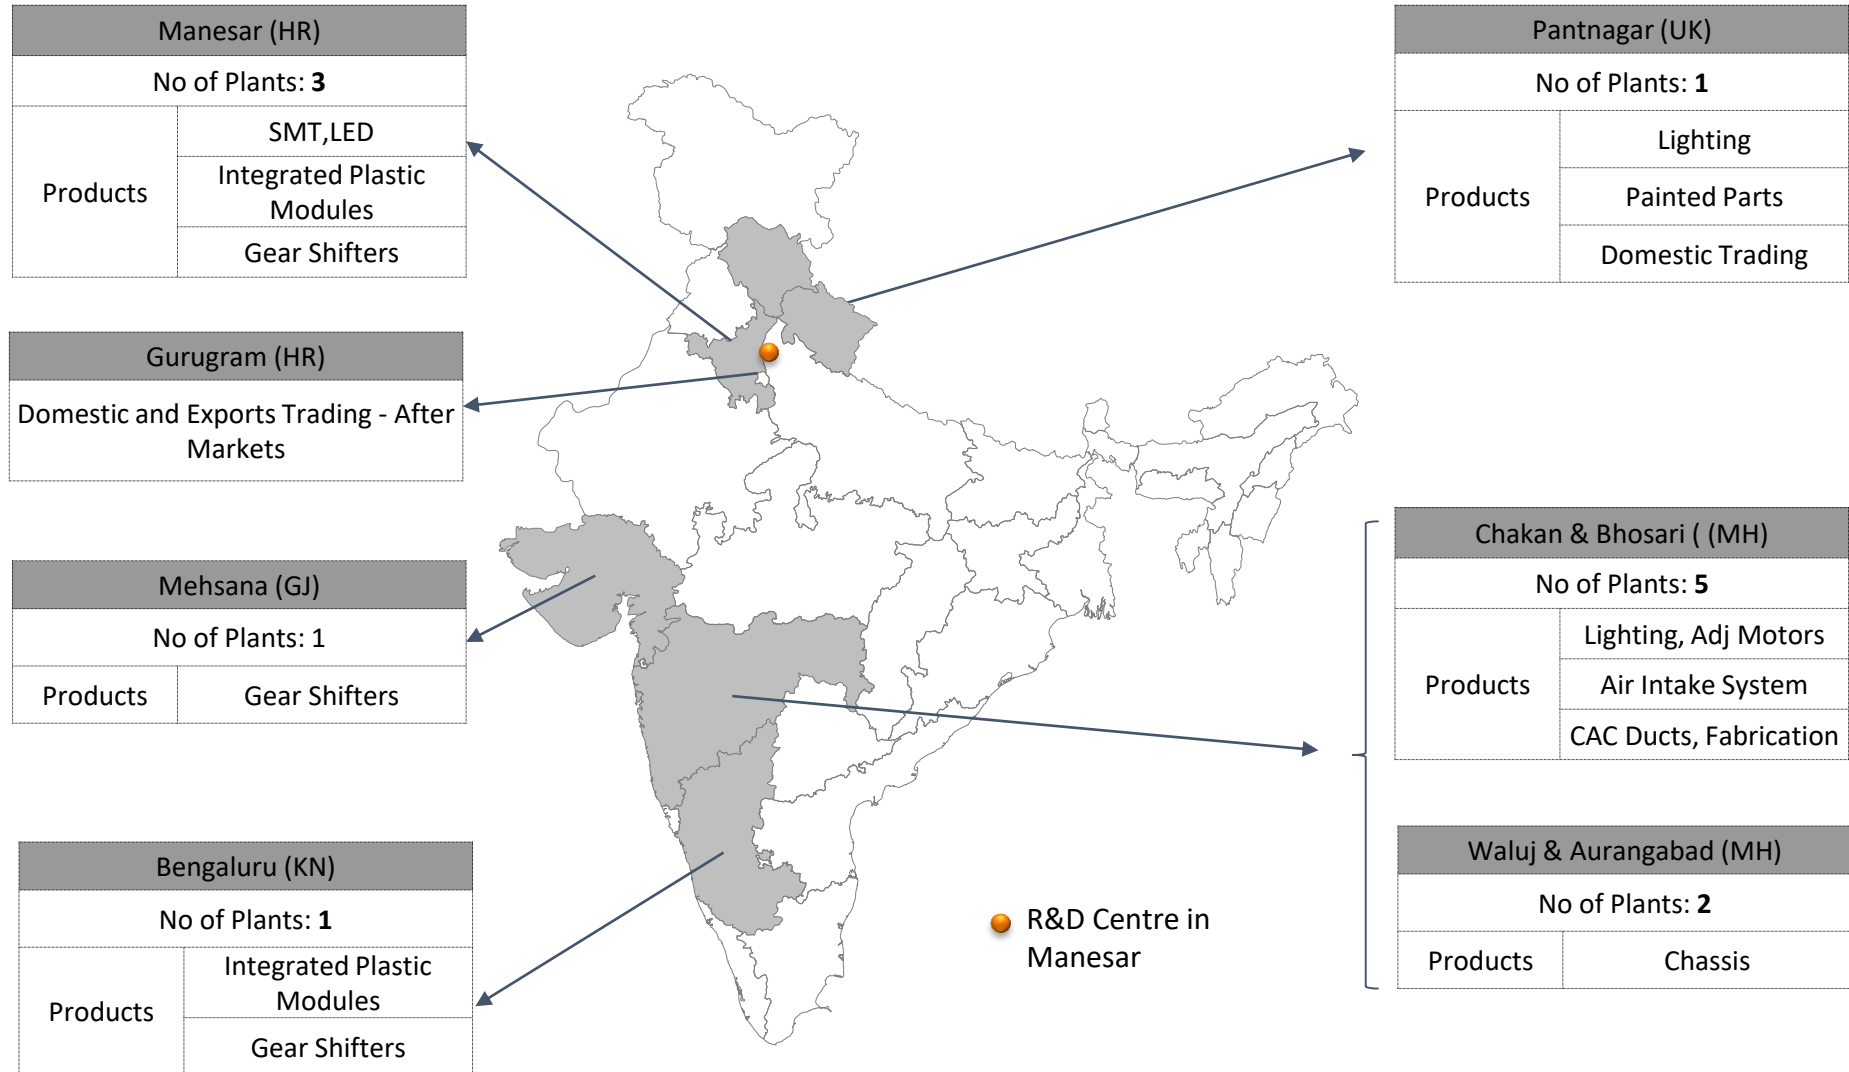 Manesar (HR)
No of Plants: 3
Products
SMT,LED
Integrated Plastic
Modules
Gear Shifters
Gurugram (HR)
Domestic and Exports Trading - After
Markets
Mehsana (GJ)
No of Plants: 1
Products
Gear Shifters
Bengaluru (KN)
No of Plants: 1
Products
Integrated Plastic
Modules
Gear Shifters
R&D Centre in
Manesar
Pantnagar (UK)
No of Plants: 1
Products
Lighting
Painted Parts
Domestic Trading
Chakan & Bhosari ( (MH)
No of Plants: 5
Products
Lighting, Adj Motors
Air Intake System
CAC Ducts, Fabrication
Waluj & Aurangabad (MH)
No of Plants: 2
Products
Chassis